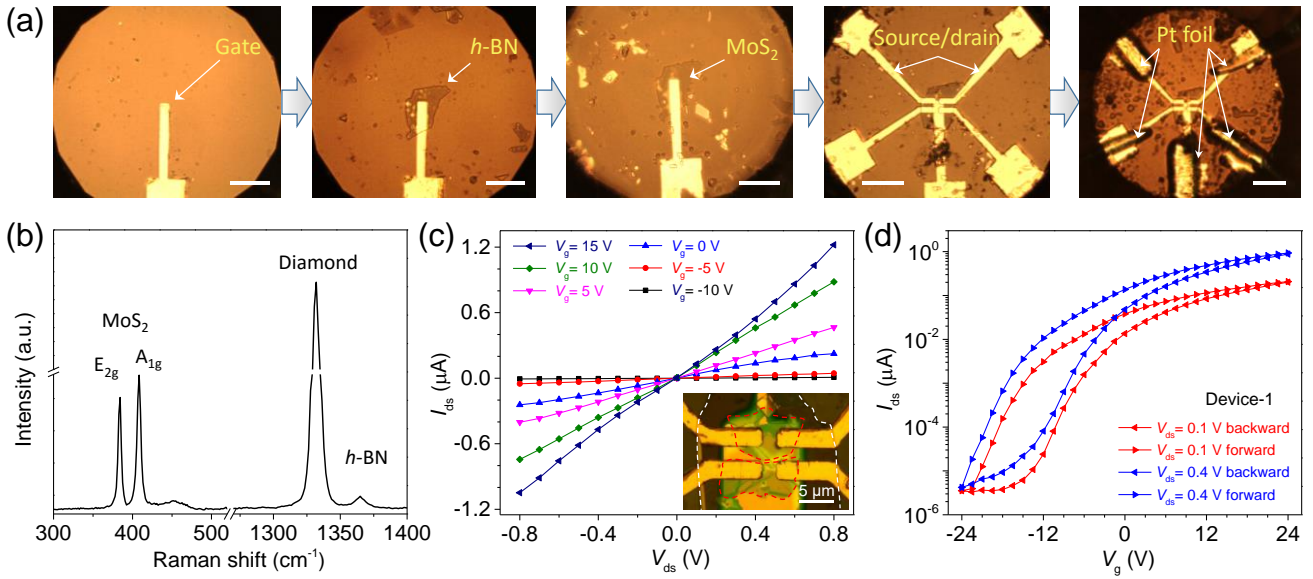 (a)
Gate
h-BN
MoS2
Source/drain
Pt foil
(b)
Intensity (a.u.)
MoS2
E2g
A1g
Diamond
h-BN
300 400 500 1300 1400
Raman shift (cm-1)
(c)
Ids (μA)
1.2
0.6
0.0
-0.6
-1.2
Vg= 15 V
Vg= 10 V
Vg= 5 V
Vg= 0 V
Vg= -5 V
Vg= -10 V
5 μm
-0.8 -0.4 0.0 0.4 0.8
Vds (V)
(d)
Ids (μA)
100
10-2
10-4
10-6
Device-1
Vds= 0.1 V backward
Vds= 0.1 V forward
Vds= 0.4 V backward
Vds= 0.4 V forward
-24 -12 0 12 24
Vg (V)